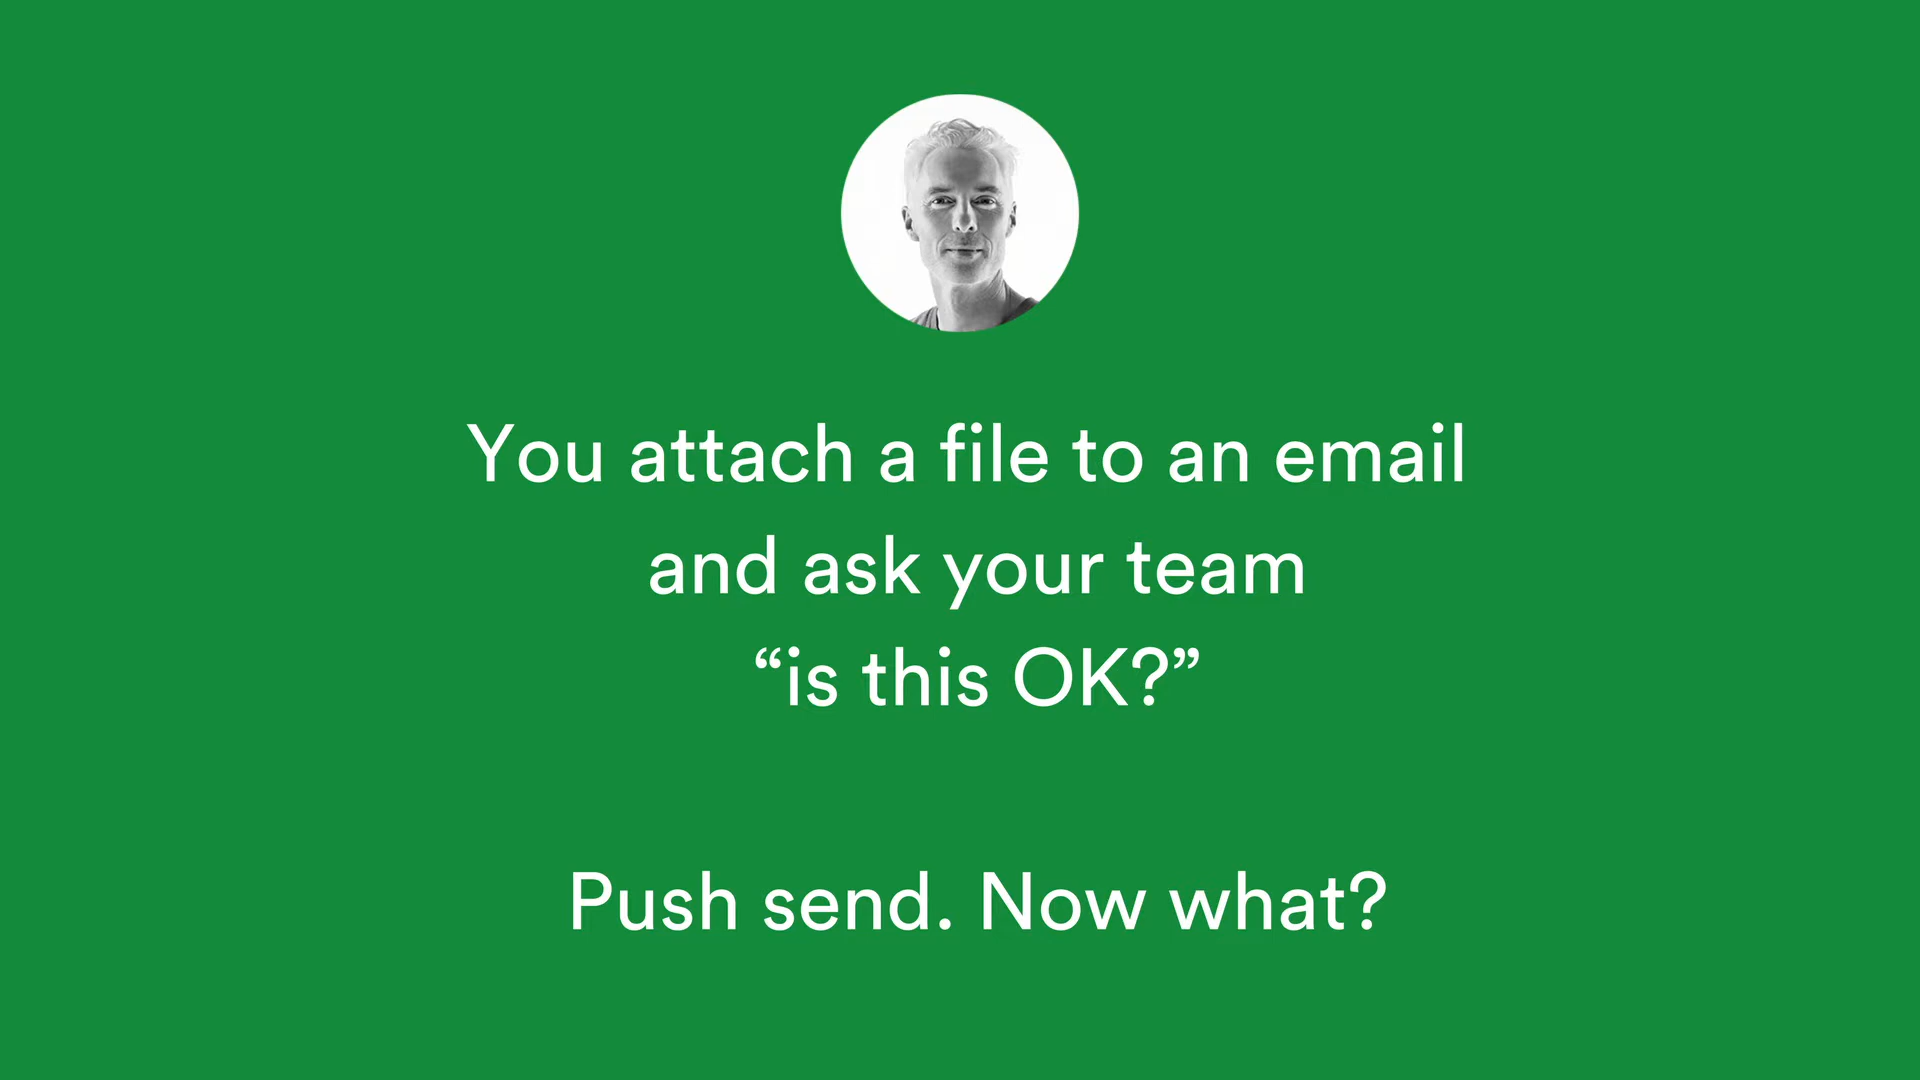 You attach a file to an email
and ask your team
“is this OK?”
Push send. Now what?